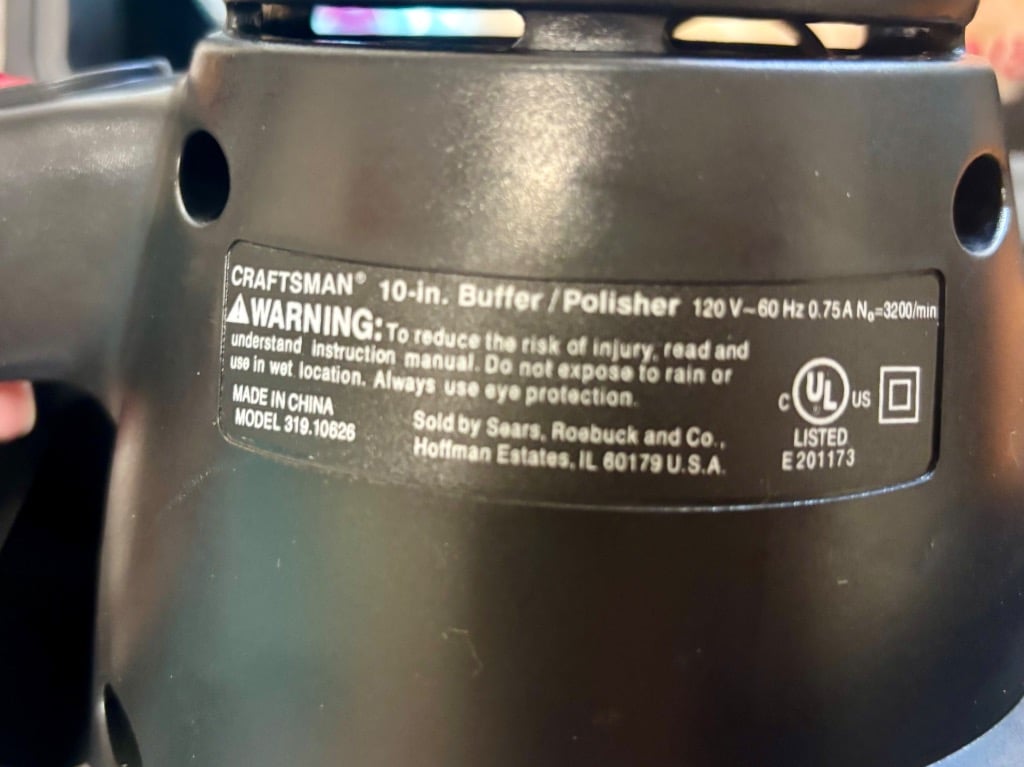 CRAFTSMAN® 10-in. Buffer/Polisher 120 V~60 Hz 0.75A N₀=3200/min
⚠WARNING: To reduce the risk of injury, read and
understand instruction manual. Do not expose to rain or
use in wet location. Always use eye protection.
MADE IN CHINA
MODEL 319.10626
Sold by Sears, Roebuck and Co.,
Hoffman Estates, IL 60179 U.S.A.
C UL US
®
LISTED
E201173